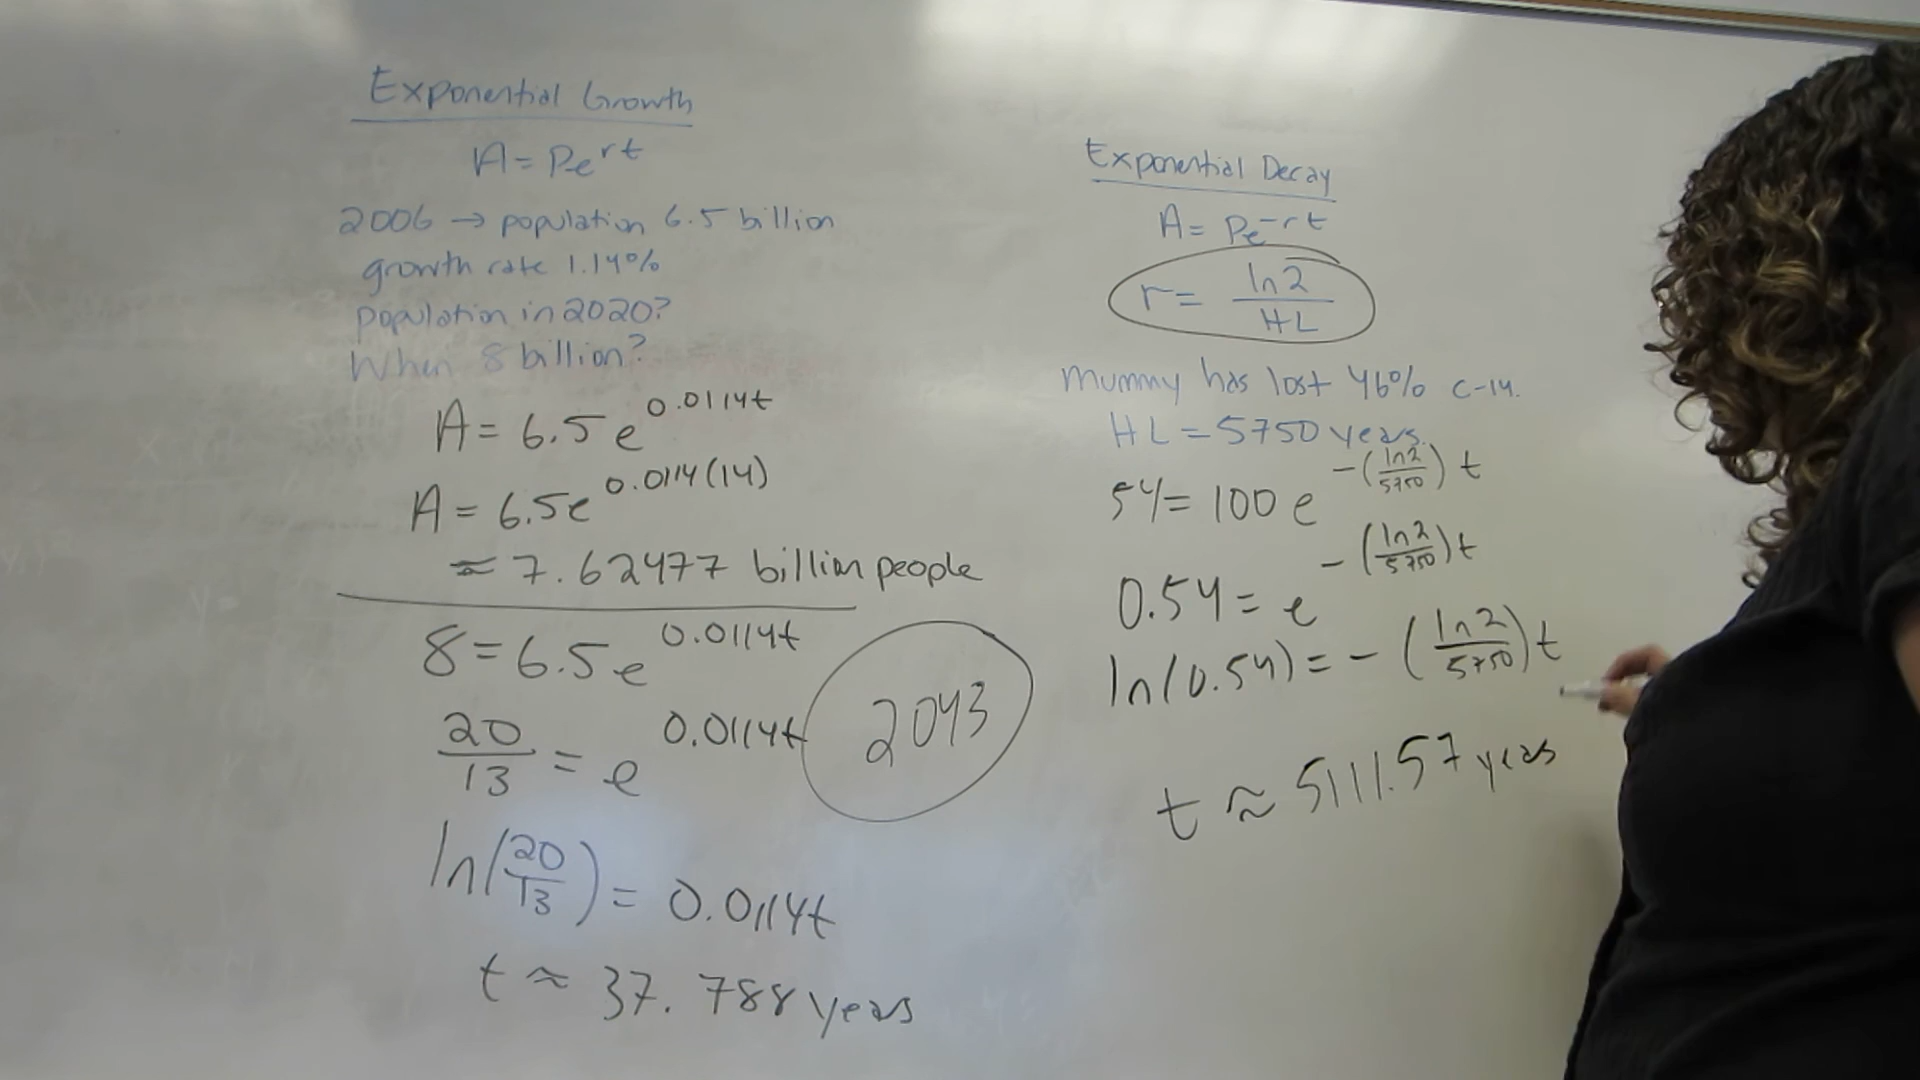 Exponential Growth
A = Pe^rt
2006 → population 6.5 billion
growth rate 1.14%
population in 2020?
When 8 billion?
A = 6.5e^0.0114t
A = 6.5e^0.0114(14)
≈ 7.62477 billion people
8 = 6.5e^0.0114t
20/13 = e^0.0114t
2043
ln(20/13) = 0.0114t
t ≈ 37.788 years
Exponential Decay
A = Pe^-rt
r = ln2/HL
Mummy has lost 46% C-14.
HL = 5750 years.
54 = 100e^-(ln2/5750)t
0.54 = e^-(ln2/5750)t
ln(0.54) = -(ln2/5750)t
t ≈ 5111.57 years